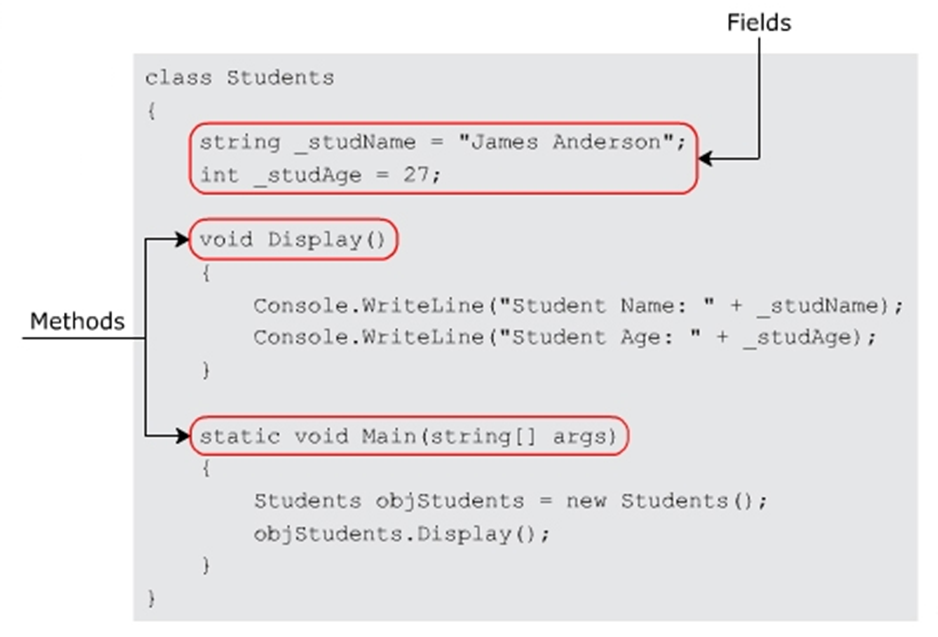 Fields
class Students
{
string _studName = "James Anderson";
int _studAge = 27;
void Display()
{
Console.WriteLine("Student Name: " + _studName);
Console.WriteLine("Student Age: " + _studAge);
}
Methods
static void Main(string[] args)
{
Students objStudents = new Students();
objStudents.Display();
}
}